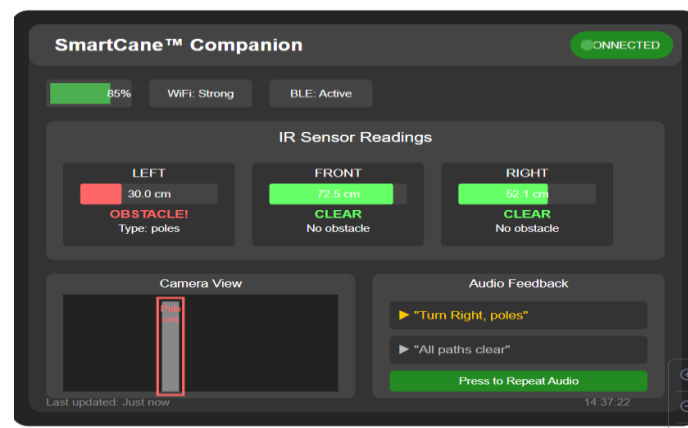 SmartCane™ Companion
CONNECTED
85%
WiFi: Strong
BLE: Active
IR Sensor Readings
LEFT
FRONT
RIGHT
30.0 cm
72.5 cm
52.1 cm
OBSTACLE!
CLEAR
CLEAR
Type: poles
No obstacle
No obstacle
Camera View
Audio Feedback
Pole
▶ "Turn Right, poles"
▶ "All paths clear"
Press to Repeat Audio
Last updated: Just now
14:37:22